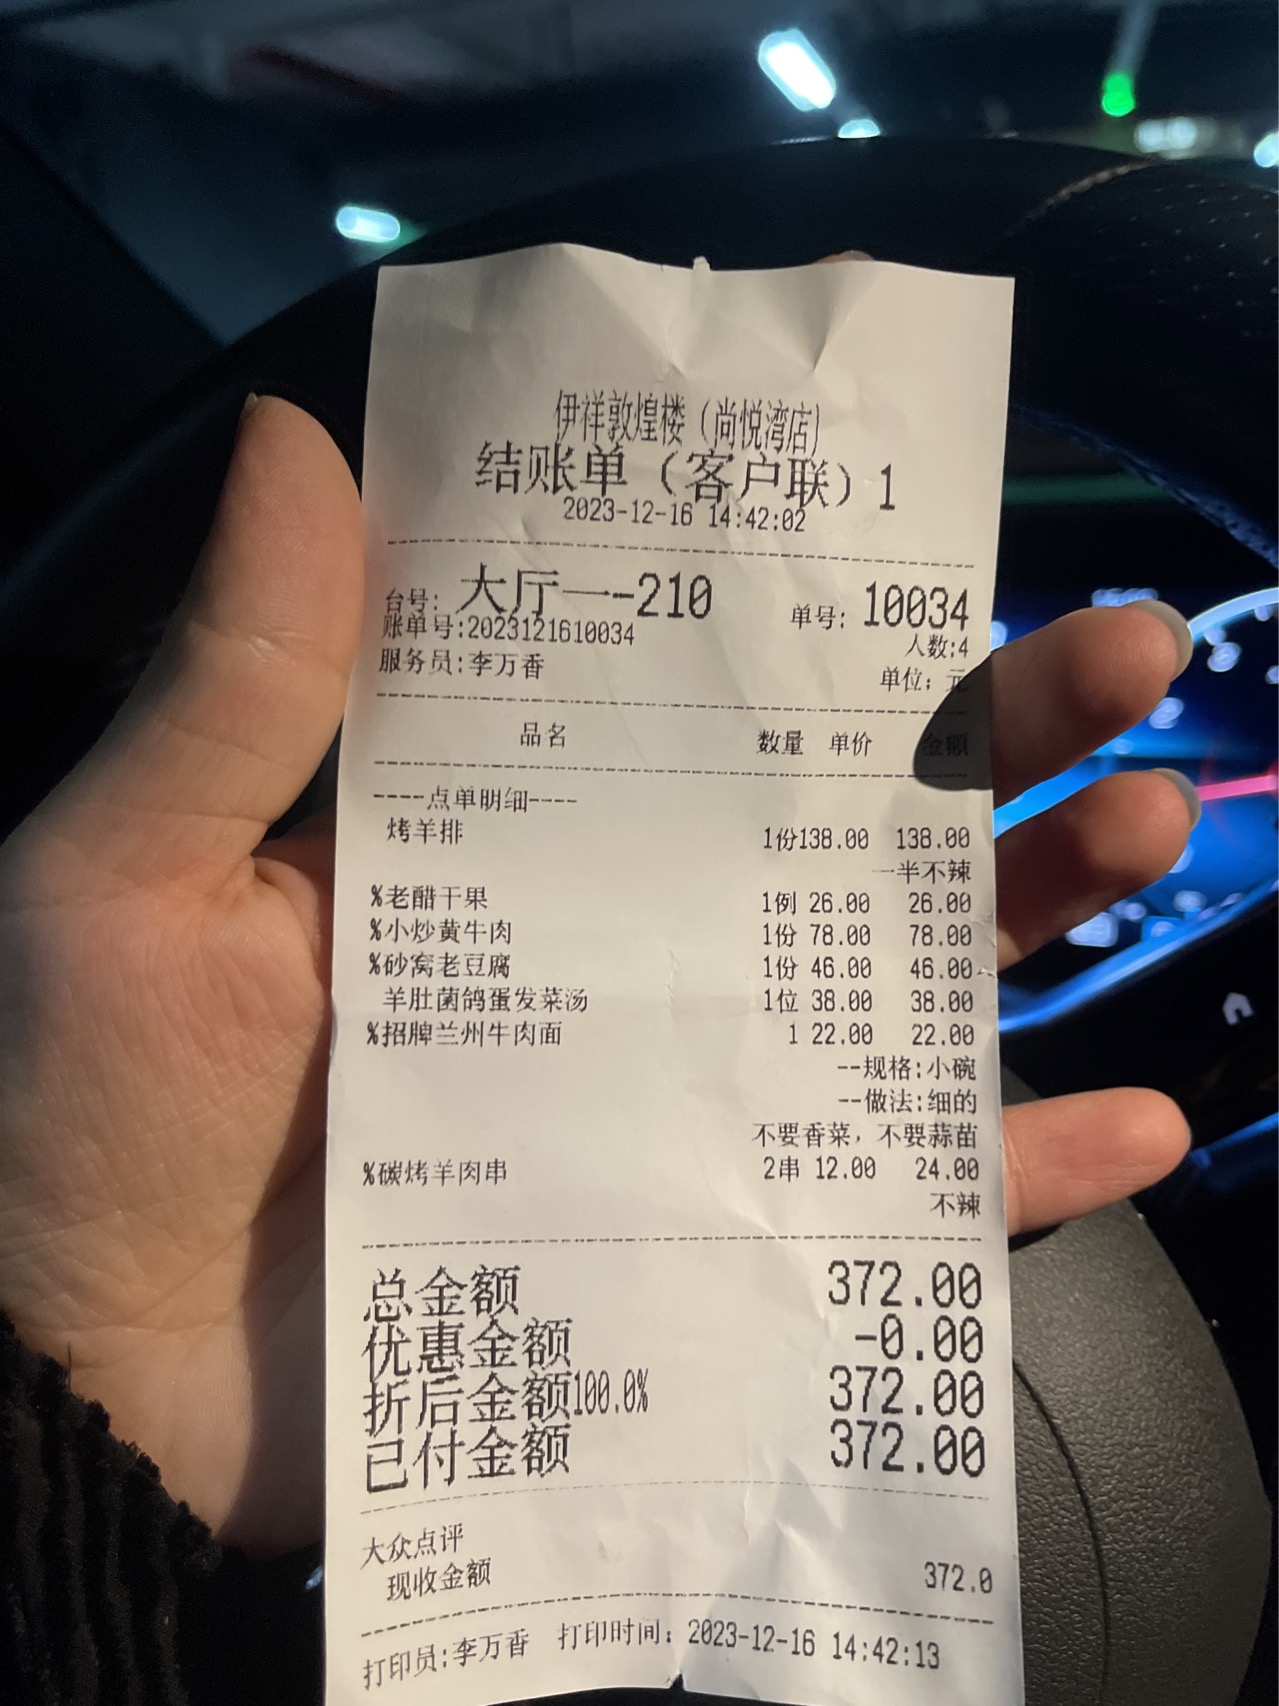 伊祥敦煌楼（尚悦湾店）
结账单（客户联）1
2023-12-16 14:42:02
台号: 大厅一--210 单号: 10034
账单号:2023121610034 人数:4
服务员:李万香 单位：元
品名 数量 单价 金额
----点单明细----
烤羊排 1份138.00 138.00
一半不辣
%老醋干果 1例 26.00 26.00
%小炒黄牛肉 1份 78.00 78.00
%砂窝老豆腐 1份 46.00 46.00
羊肚菌鸽蛋发菜汤 1位 38.00 38.00
%招牌兰州牛肉面 1 22.00 22.00
--规格:小碗
--做法:细的
不要香菜，不要蒜苗
%碳烤羊肉串 2串 12.00 24.00
不辣
总金额 372.00
优惠金额 -0.00
折后金额100.0% 372.00
已付金额 372.00
大众点评
现收金额 372.0
打印员:李万香 打印时间：2023-12-16 14:42:13